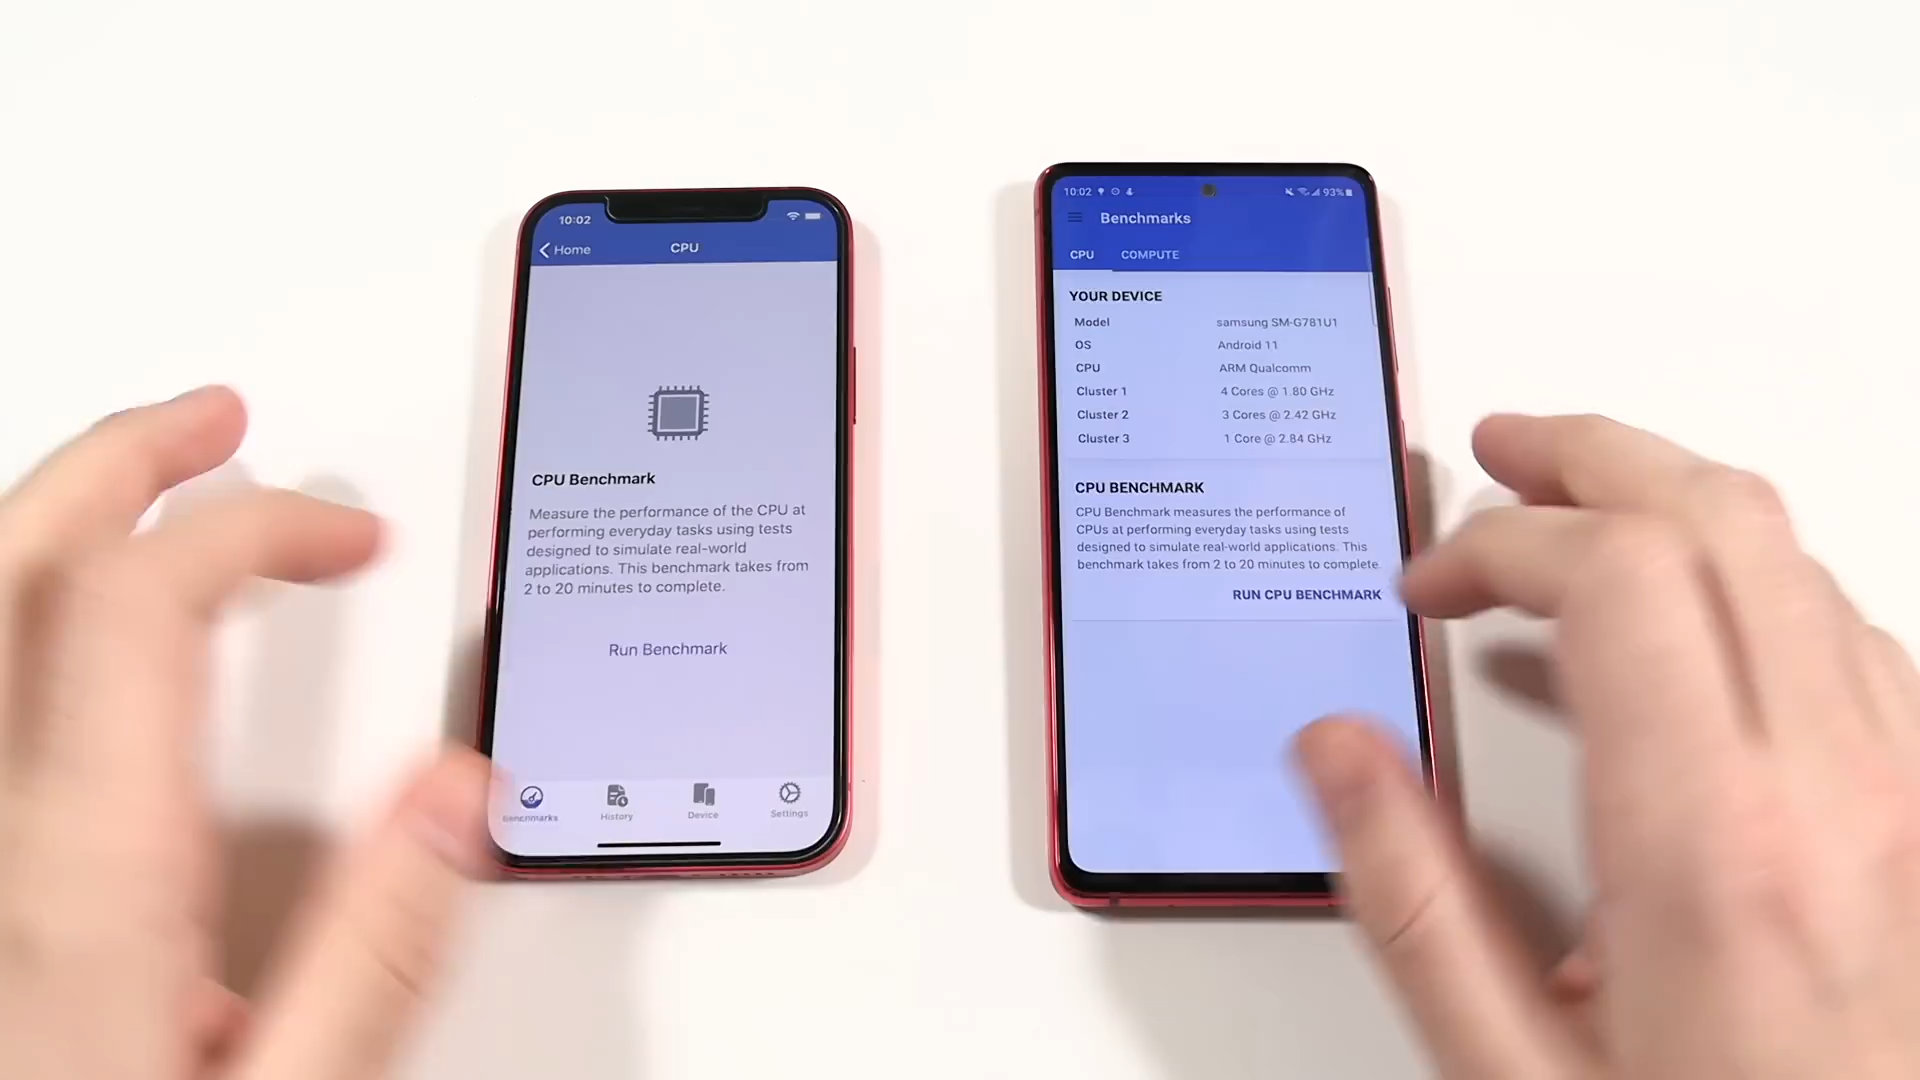 10:02
Home
CPU
CPU Benchmark
Measure the performance of the CPU at
performing everyday tasks using tests
designed to simulate real-world
applications. This benchmark takes from
2 to 20 minutes to complete.
Run Benchmark
Benchmarks
History
Device
Settings
10:02
93%
Benchmarks
CPU
COMPUTE
YOUR DEVICE
Model samsung SM-G781U1
OS Android 11
CPU ARM Qualcomm
Cluster 1 4 Cores @ 1.80 GHz
Cluster 2 3 Cores @ 2.42 GHz
Cluster 3 1 Core @ 2.84 GHz
CPU BENCHMARK
CPU Benchmark measures the performance of
CPUs at performing everyday tasks using tests
designed to simulate real-world applications. This
benchmark takes from 2 to 20 minutes to complete.
RUN CPU BENCHMARK